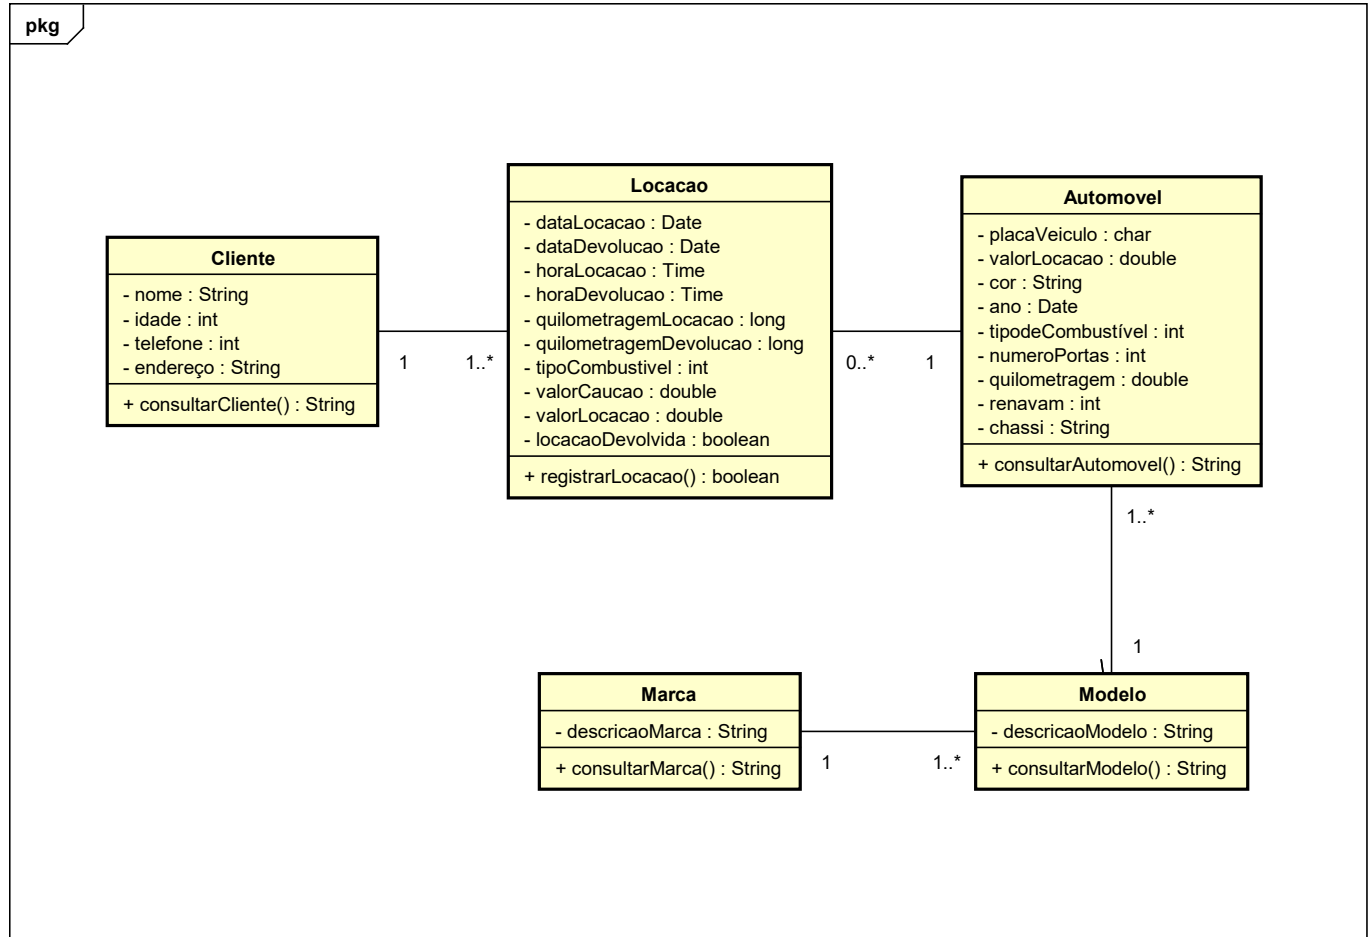 pkg
Cliente
- nome : String
- idade : int
- telefone : int
- endereço : String
+ consultarCliente() : String
1
1..*
Locacao
- dataLocacao : Date
- dataDevolucao : Date
- horaLocacao : Time
- horaDevolucao : Time
- quilometragemLocacao : long
- quilometragemDevolucao : long
- tipoCombustivel : int
- valorCaucao : double
- valorLocacao : double
- locacaoDevolvida : boolean
+ registrarLocacao() : boolean
0..*
1
Automovel
- placaVeiculo : char
- valorLocacao : double
- cor : String
- ano : Date
- tipodeCombustível : int
- numeroPortas : int
- quilometragem : double
- renavam : int
- chassi : String
+ consultarAutomovel() : String
1..*
1
Marca
- descricaoMarca : String
+ consultarMarca() : String
1
1..*
Modelo
- descricaoModelo : String
+ consultarModelo() : String